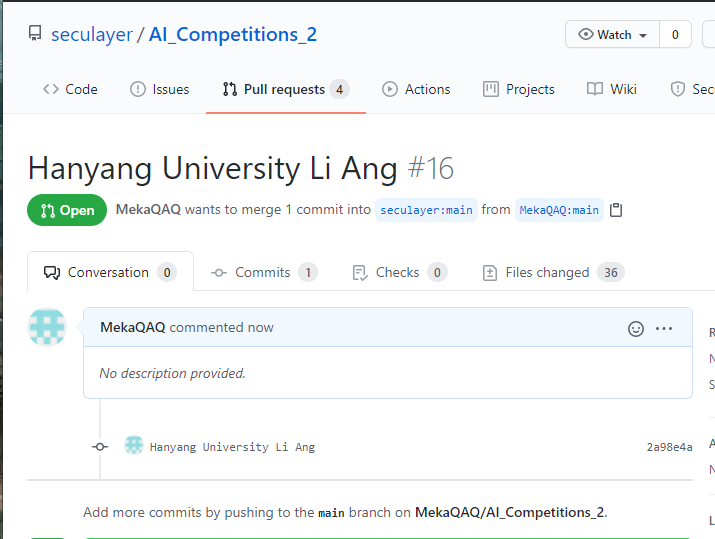 seculayer / AI_Competitions_2
Watch 0
Code Issues Pull requests 4 Actions Projects Wiki Sec
Hanyang University Li Ang #16
Open MekaQAQ wants to merge 1 commit into seculayer:main from MekaQAQ:main
Conversation 0 Commits 1 Checks 0 Files changed 36
MekaQAQ commented now
No description provided.
Hanyang University Li Ang 2a98e4a
Add more commits by pushing to the main branch on MekaQAQ/AI_Competitions_2.